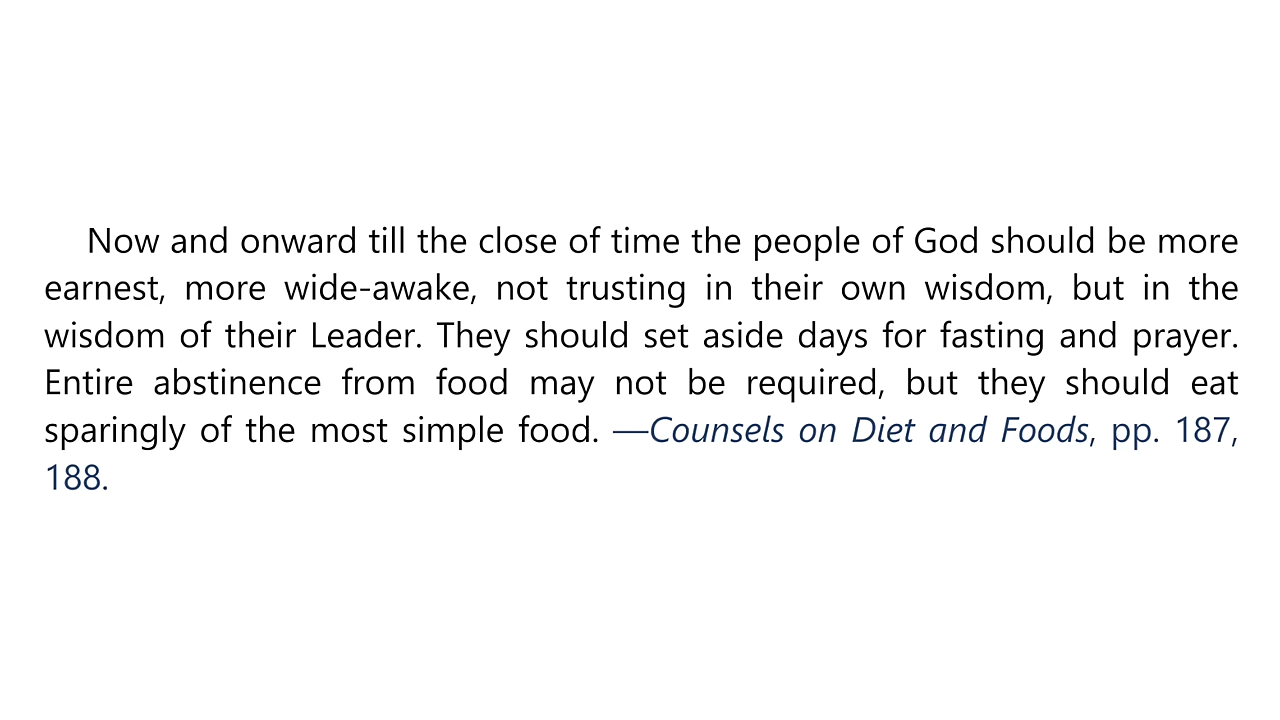 Now and onward till the close of time the people of God should be more
earnest, more wide-awake, not trusting in their own wisdom, but in the
wisdom of their Leader. They should set aside days for fasting and prayer.
Entire abstinence from food may not be required, but they should eat
sparingly of the most simple food. —Counsels on Diet and Foods, pp. 187,
188.